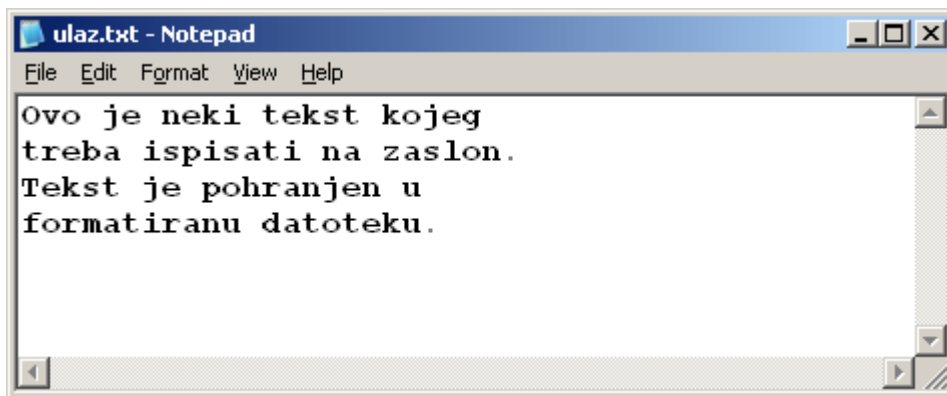 ulaz.txt - Notepad
File Edit Format View Help
Ovo je neki tekst kojeg
treba ispisati na zaslon.
Tekst je pohranjen u
formatiranu datoteku.